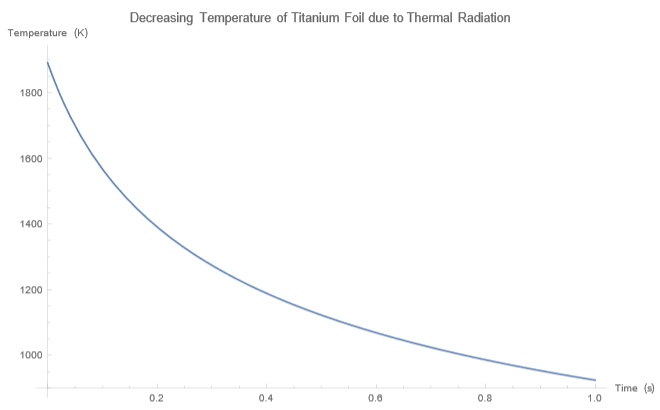 Decreasing Temperature of Titanium Foil due to Thermal Radiation
Temperature (K)
1800
1600
1400
1200
1000
0.2 0.4 0.6 0.8 1.0
Time (s)